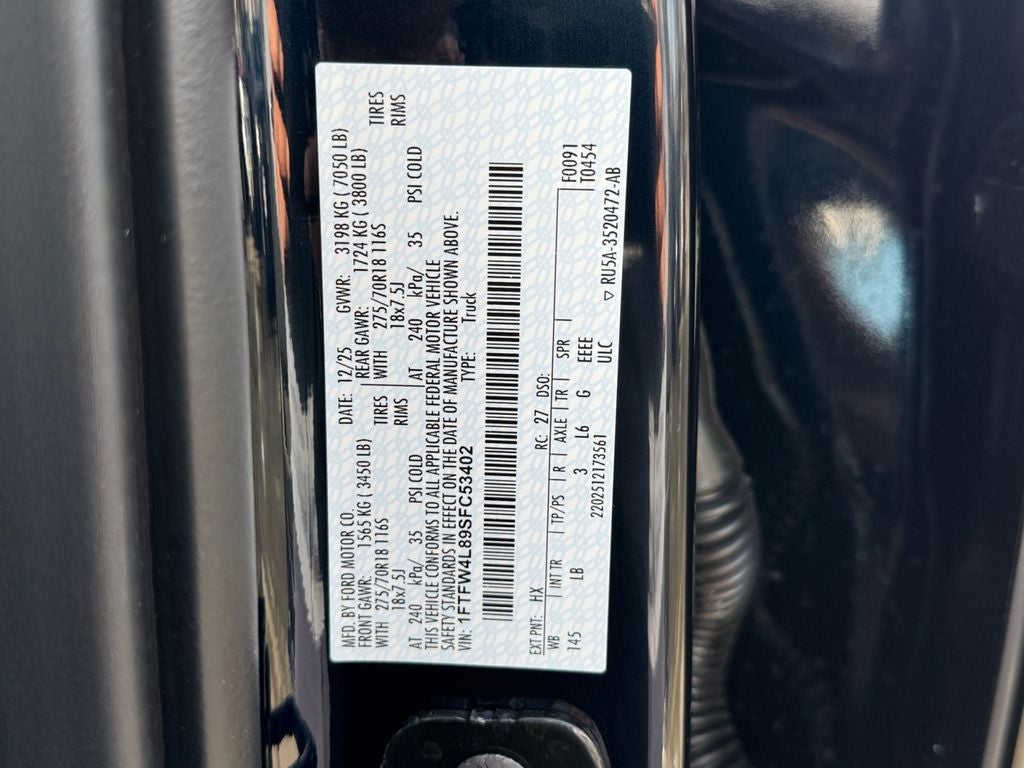 MFD. BY FORD MOTOR CO. DATE: 12/25 GVWR: 3198 KG ( 7050 LB)
FRONT GAWR: 1565 KG ( 3450 LB) REAR GAWR: 1724 KG ( 3800 LB)
WITH 275/70R18 116S TIRES WITH 275/70R18 116S TIRES
18x7.5J RIMS 18x7.5J RIMS
AT 240 kPa/ 35 PSI COLD AT 240 kPa/ 35 PSI COLD
THIS VEHICLE CONFORMS TO ALL APPLICABLE FEDERAL MOTOR VEHICLE
SAFETY STANDARDS IN EFFECT ON THE DATE OF MANUFACTURE SHOWN ABOVE.
VIN: 1FTFW4L89SFC53402 TYPE: Truck
EXT PNT: HX RC: 27 DSO: F0091
WB INT TR TP/PS R AXLE TR SPR T0454
145 LB 3 L6 G EEEE
2202512173561 ULC ▽ RU5A-3520472-AB